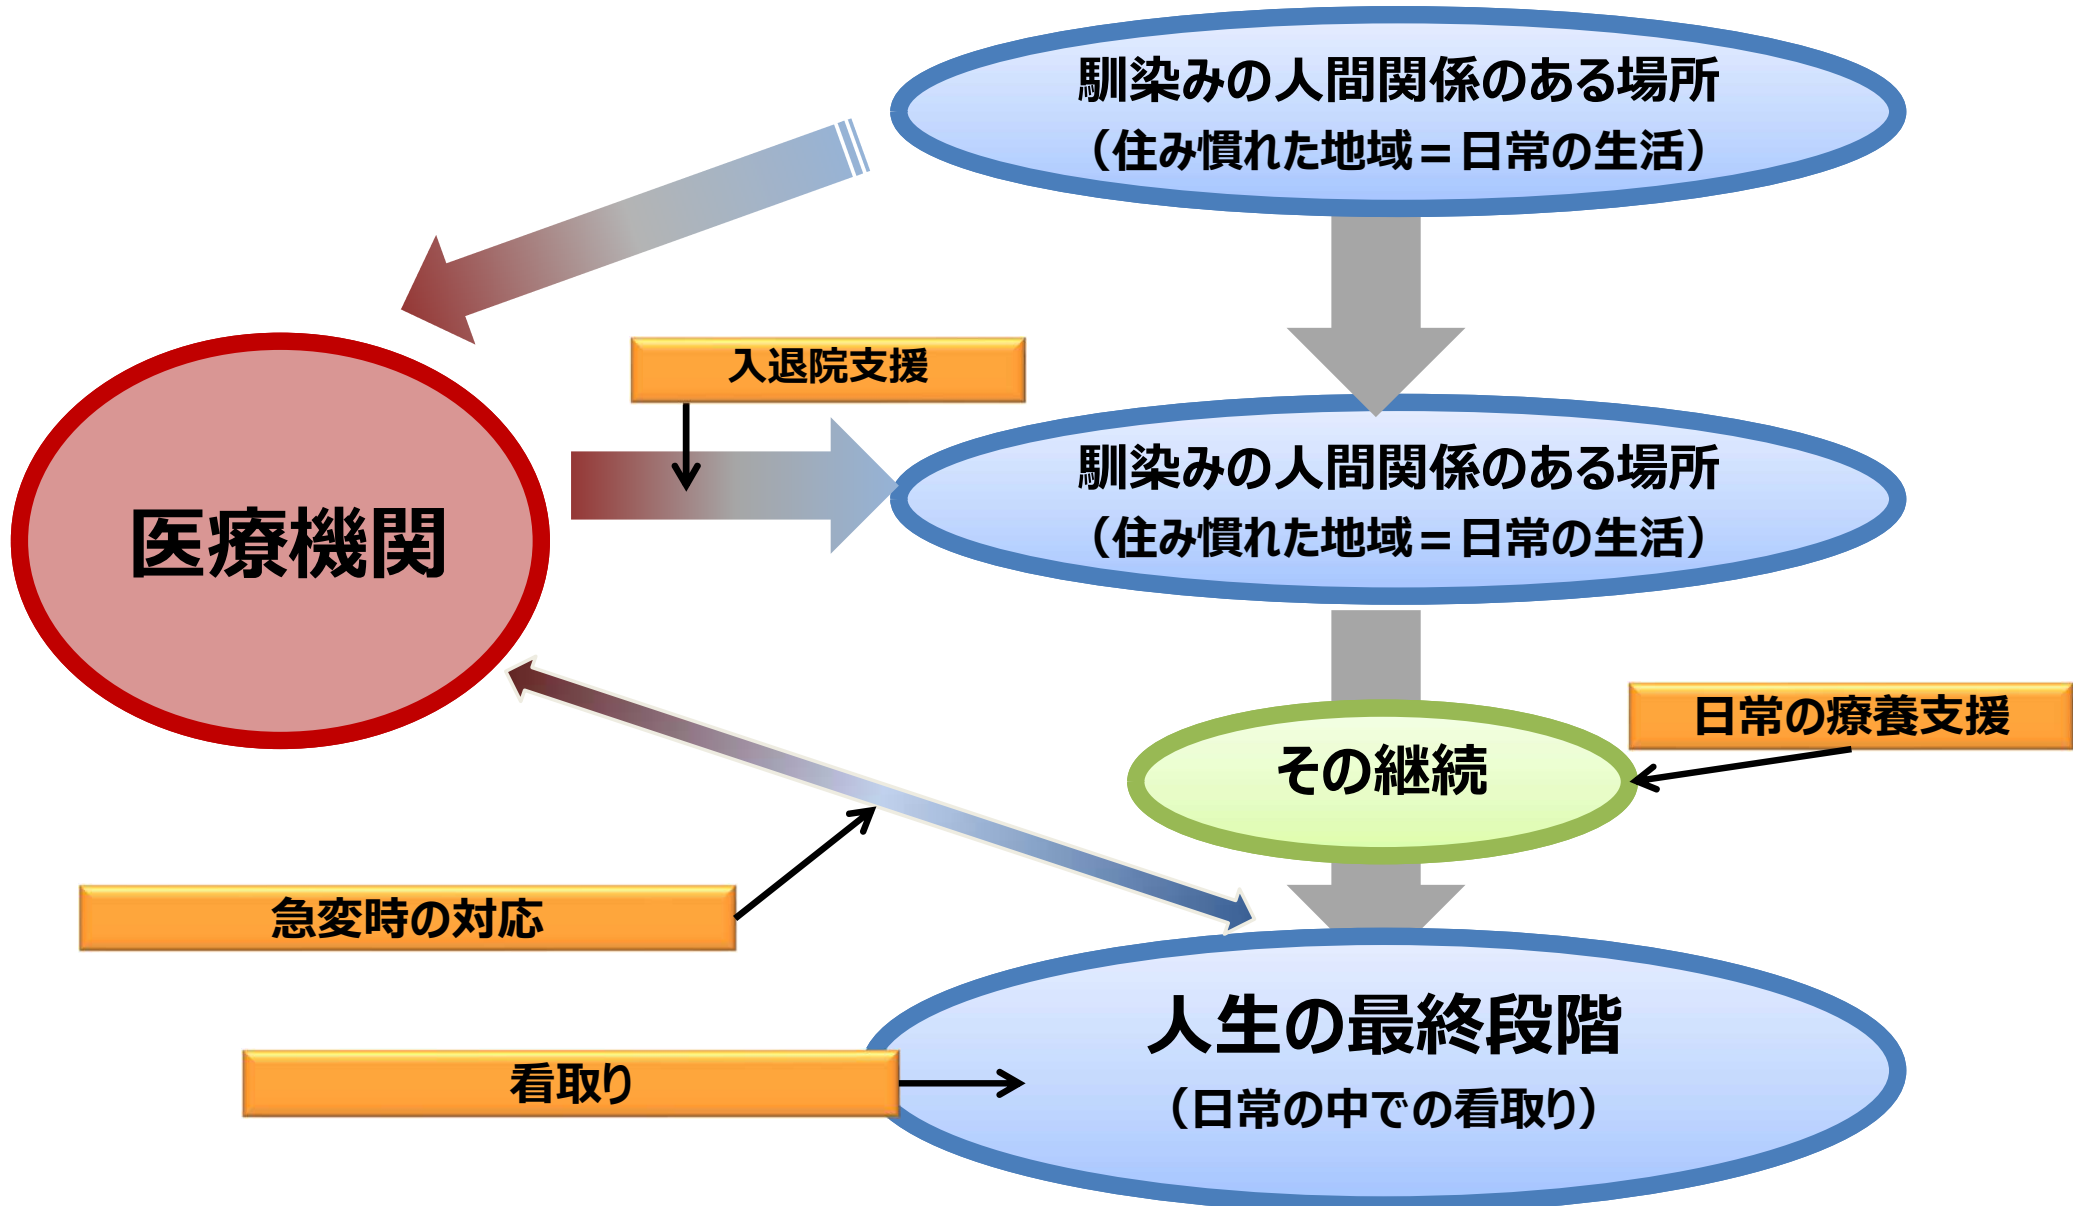 馴染みの人間関係のある場所
（住み慣れた地域＝日常の生活）
入退院支援
医療機関
馴染みの人間関係のある場所
（住み慣れた地域＝日常の生活）
日常の療養支援
その継続
急変時の対応
人生の最終段階
（日常の中での看取り）
看取り